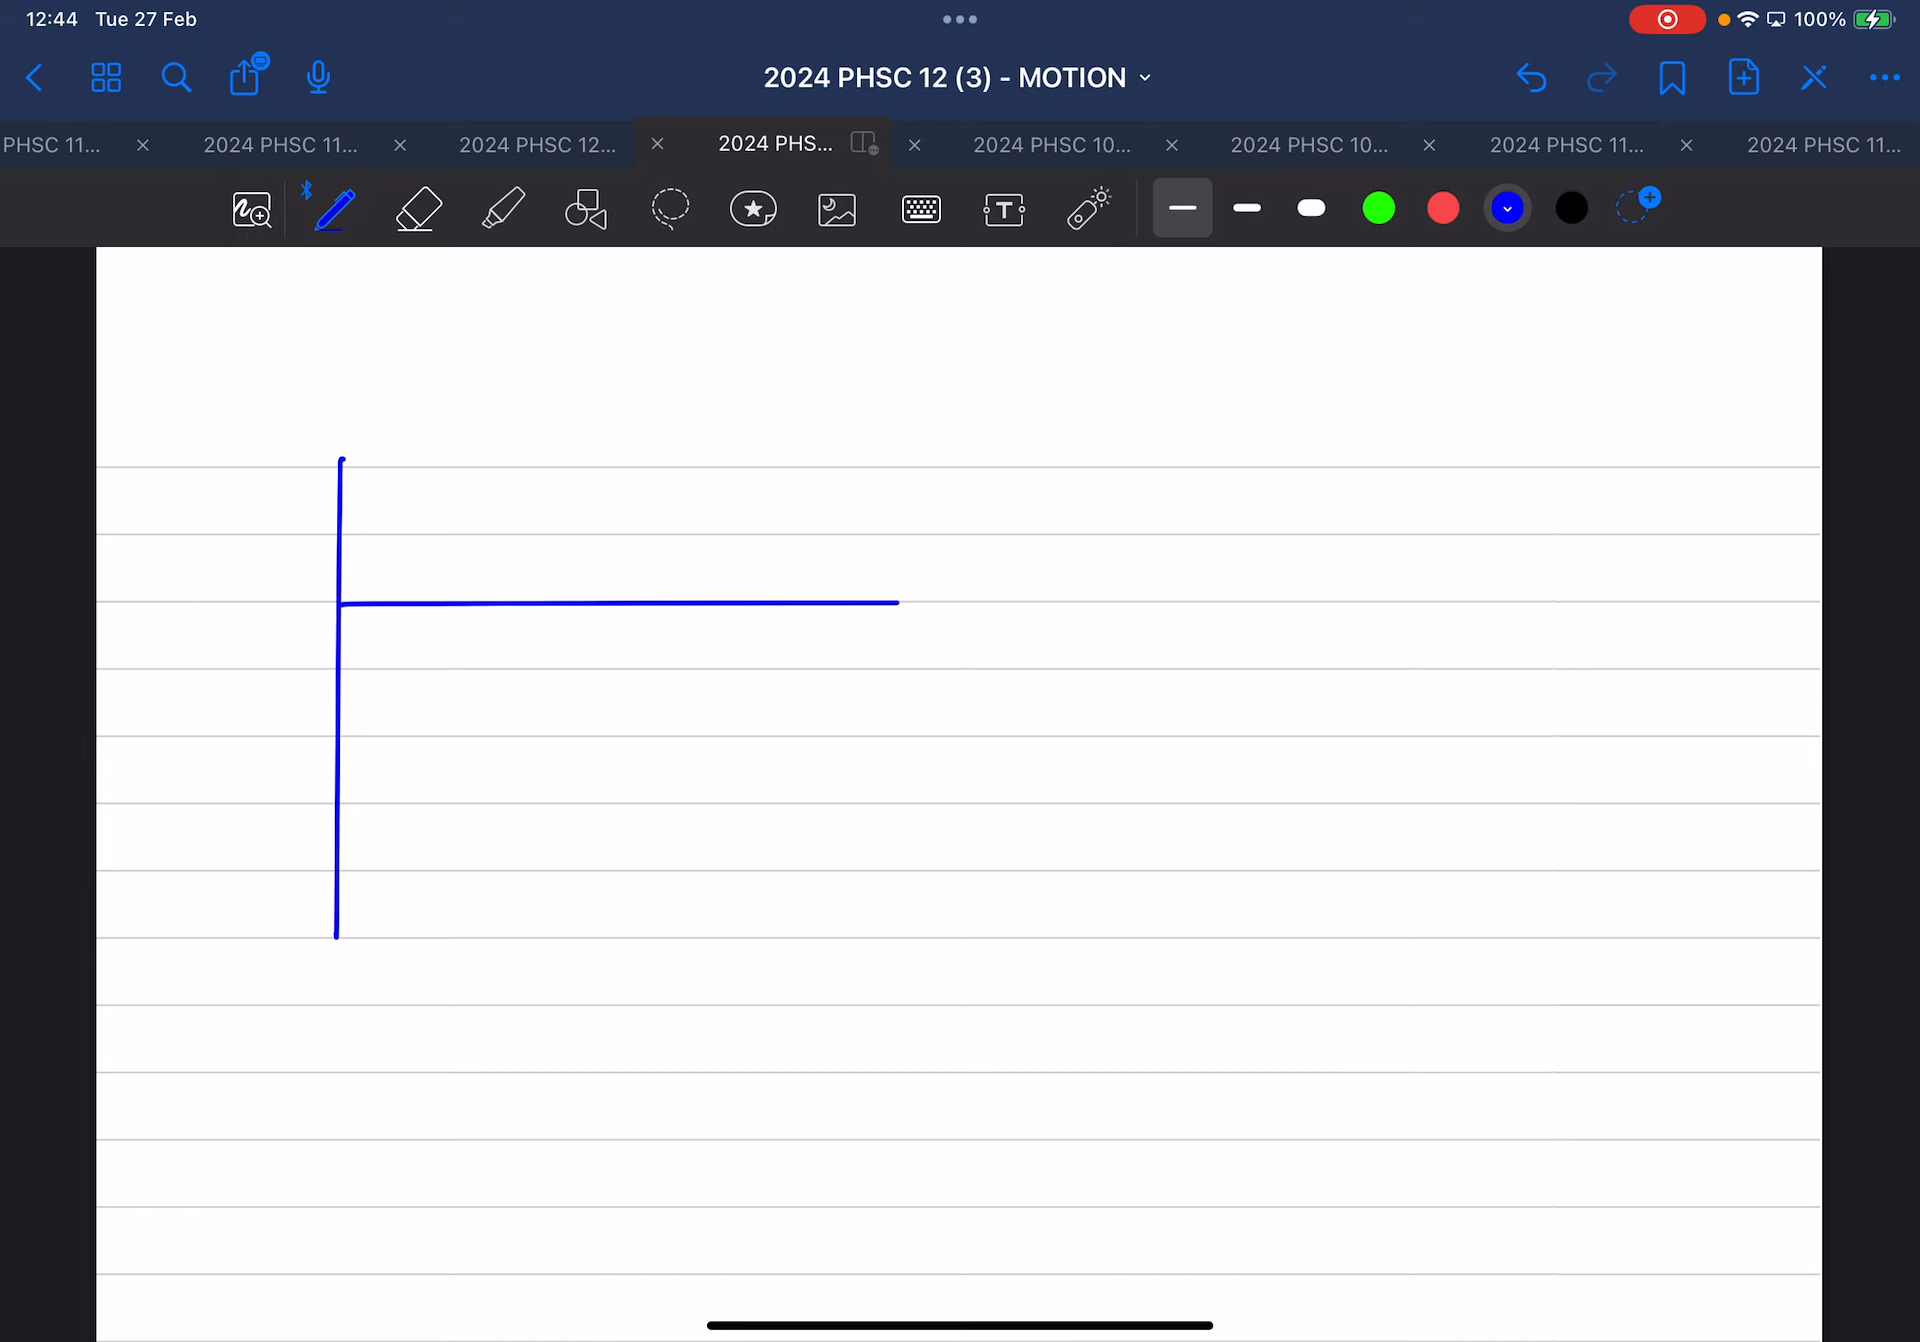 12:44 Tue 27 Feb
100%
2024 PHSC 12 (3) - MOTION
PHSC 11...
2024 PHSC 11...
2024 PHSC 12...
2024 PHS...
2024 PHSC 10...
2024 PHSC 10...
2024 PHSC 11...
2024 PHSC 11...
T